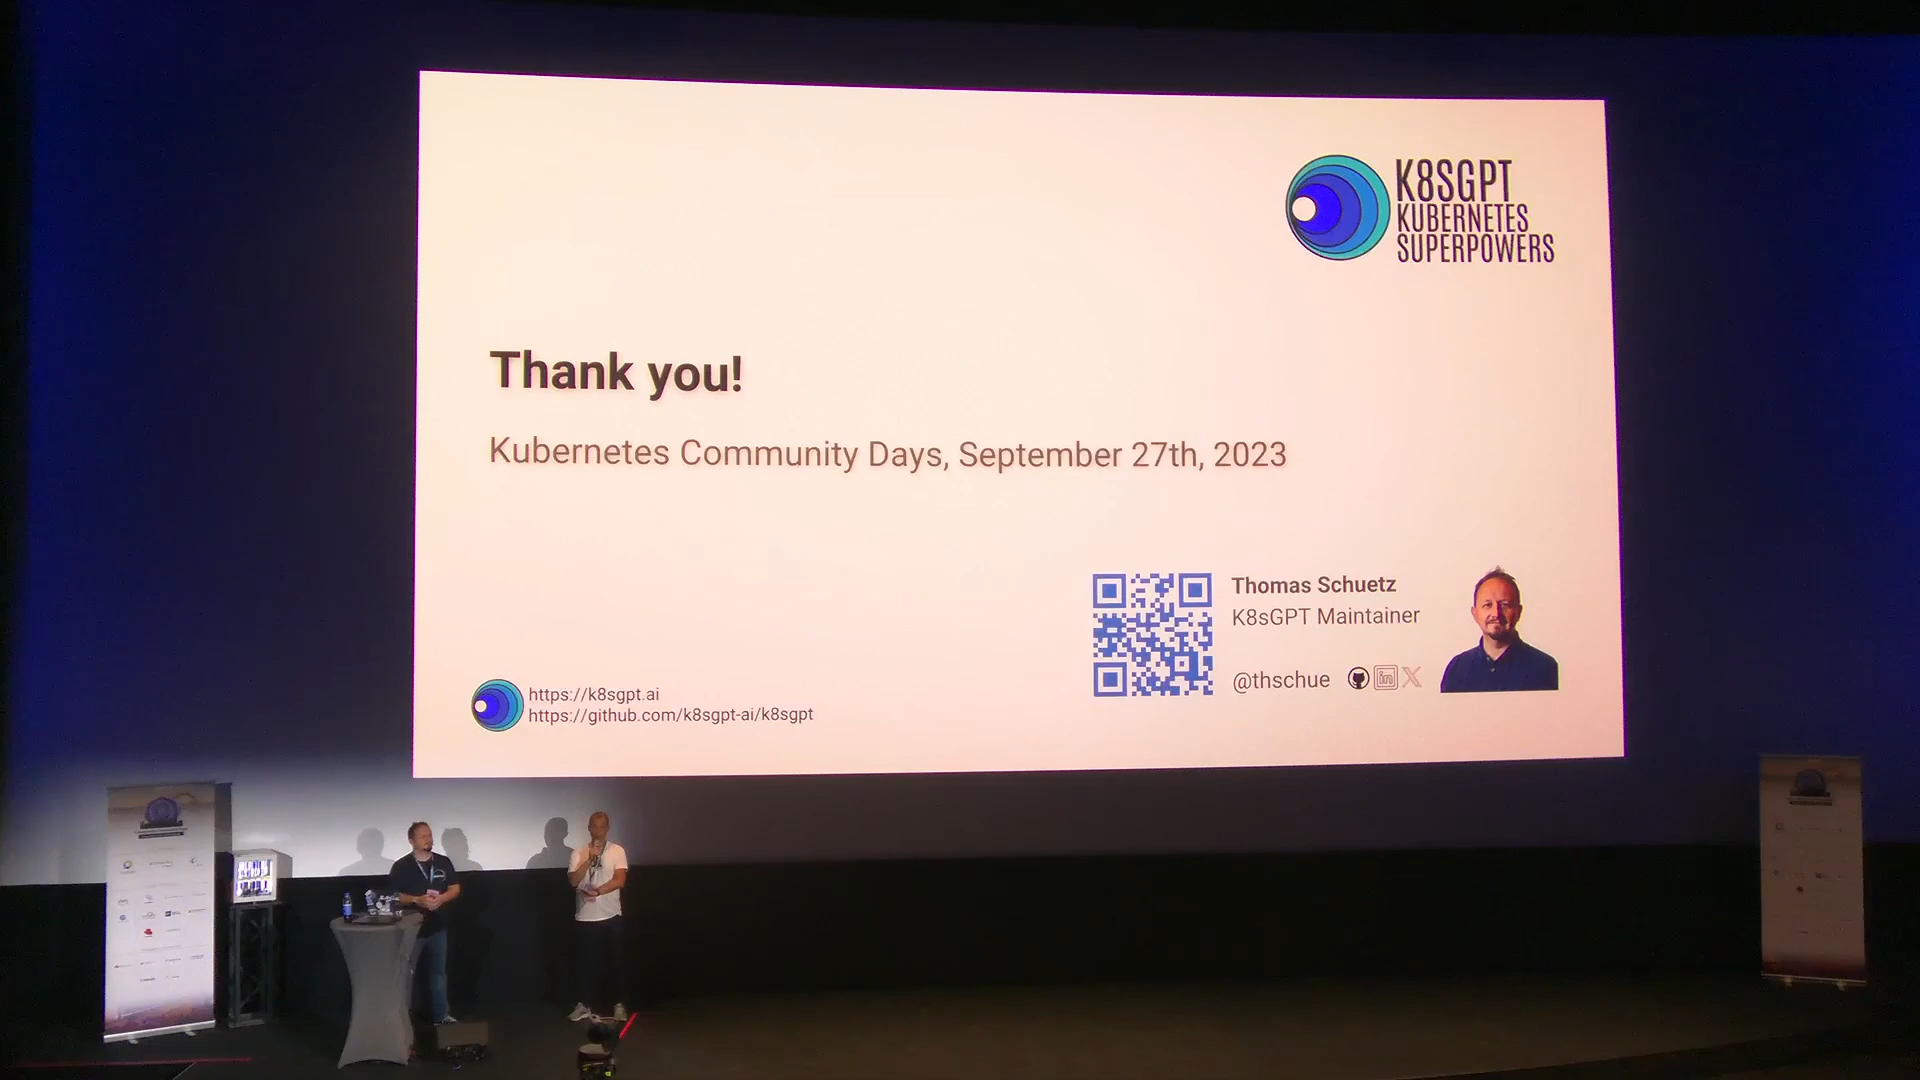 K8SGPT
KUBERNETES
SUPERPOWERS
Thank you!
Kubernetes Community Days, September 27th, 2023
Thomas Schuetz
K8sGPT Maintainer
@thschue
in
https://k8sgpt.ai
https://github.com/k8sgpt-ai/k8sgpt